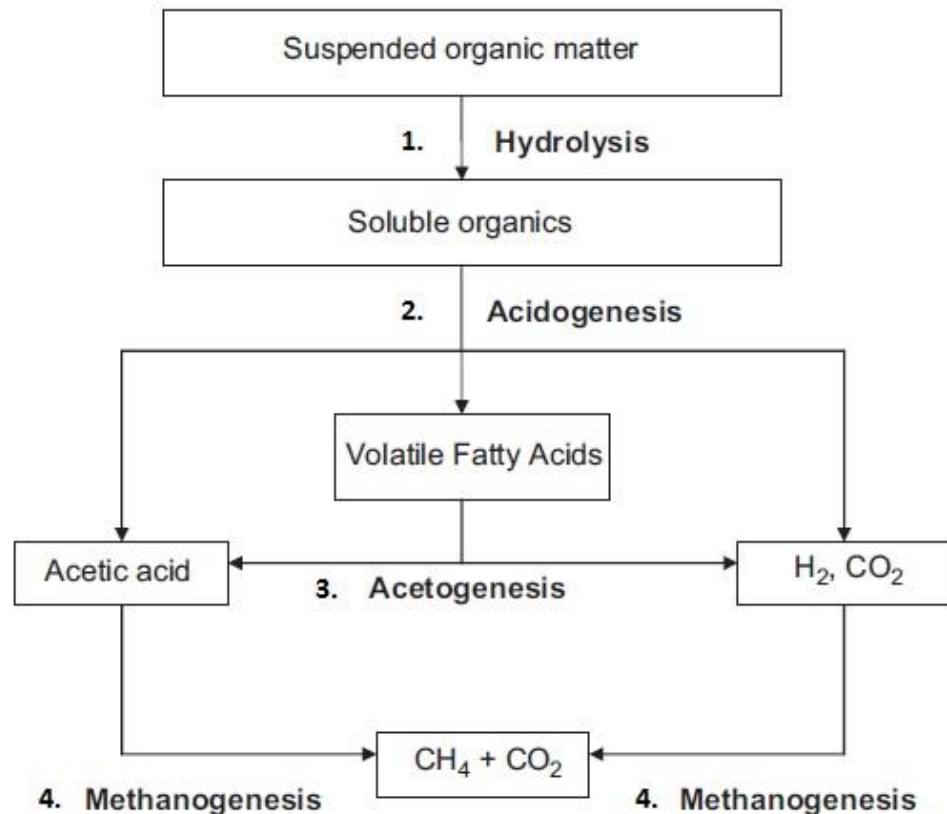 Suspended organic matter
1. Hydrolysis
Soluble organics
2. Acidogenesis
Volatile Fatty Acids
Acetic acid
H₂, CO₂
3. Acetogenesis
CH₄ + CO₂
4. Methanogenesis
4. Methanogenesis